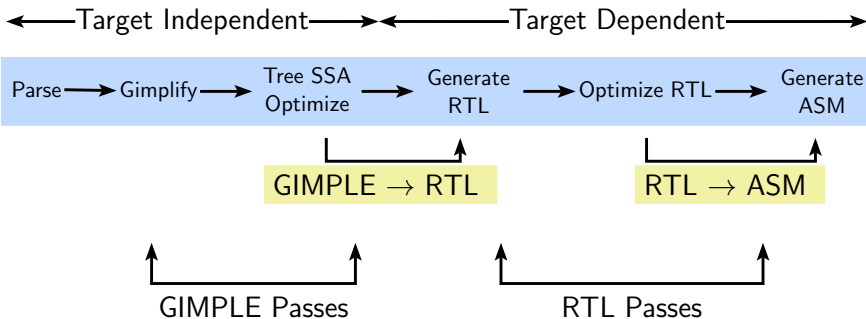 Target Independent Target Dependent
Parse Gimplify Tree SSA Optimize Generate RTL Optimize RTL Generate ASM
GIMPLE → RTL RTL → ASM
GIMPLE Passes RTL Passes